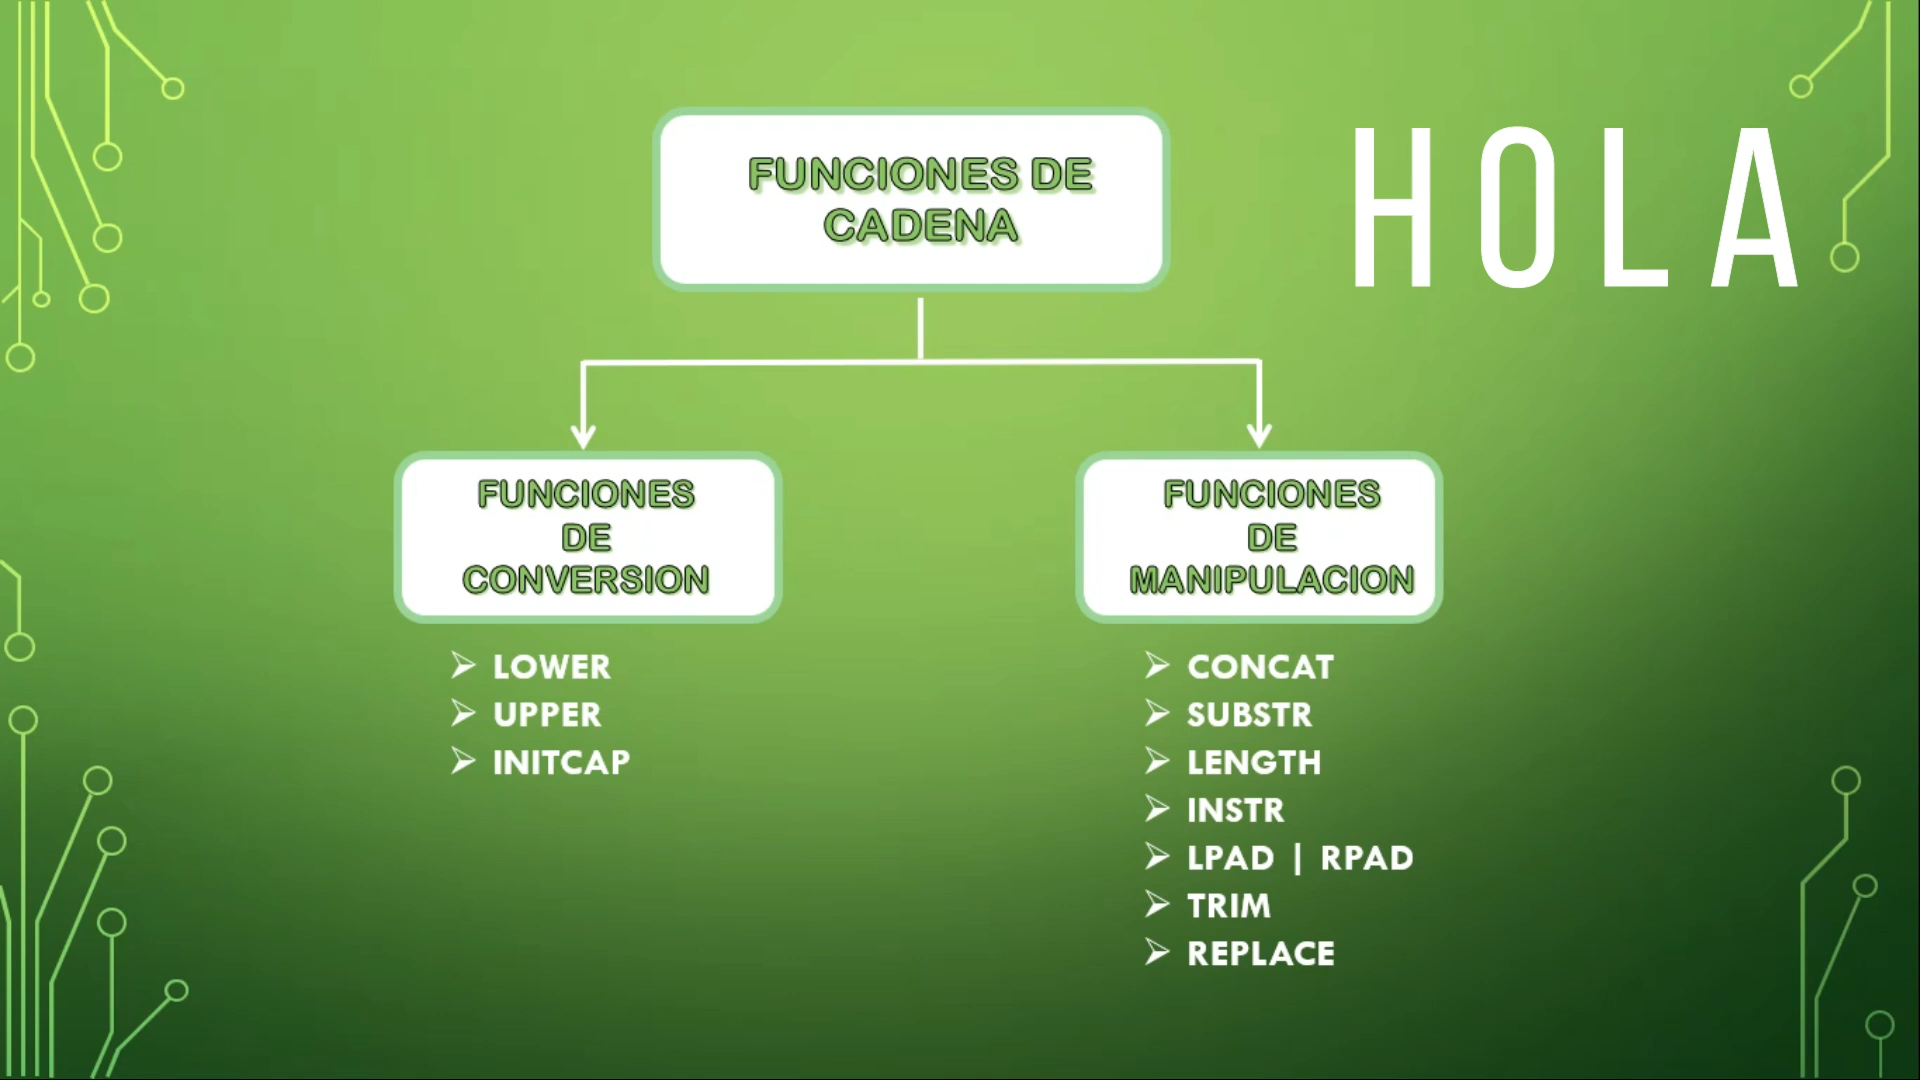 FUNCIONES DE
CADENA
HOLA
FUNCIONES
DE
CONVERSION
LOWER
UPPER
INITCAP
FUNCIONES
DE
MANIPULACION
CONCAT
SUBSTR
LENGTH
INSTR
LPAD | RPAD
TRIM
REPLACE